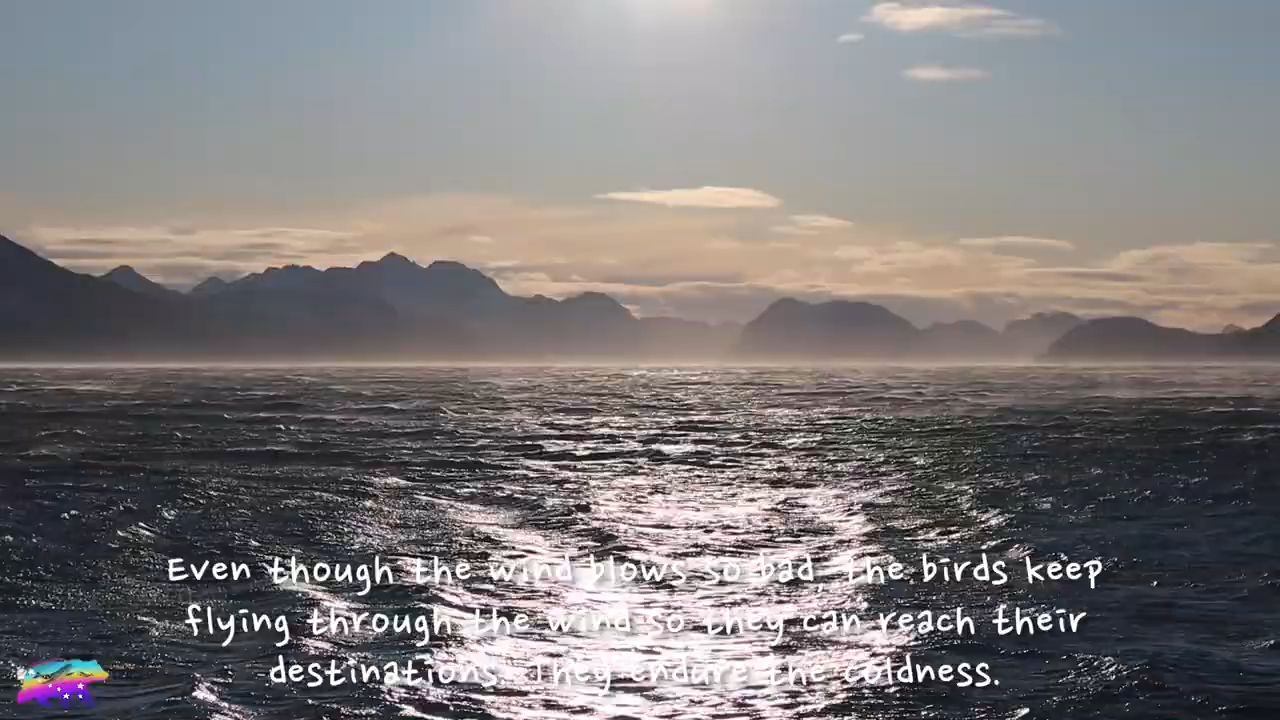 Even though the wind blows so bad, the birds keep
flying through the wind so they can reach their
destinations. They endure the coldness.